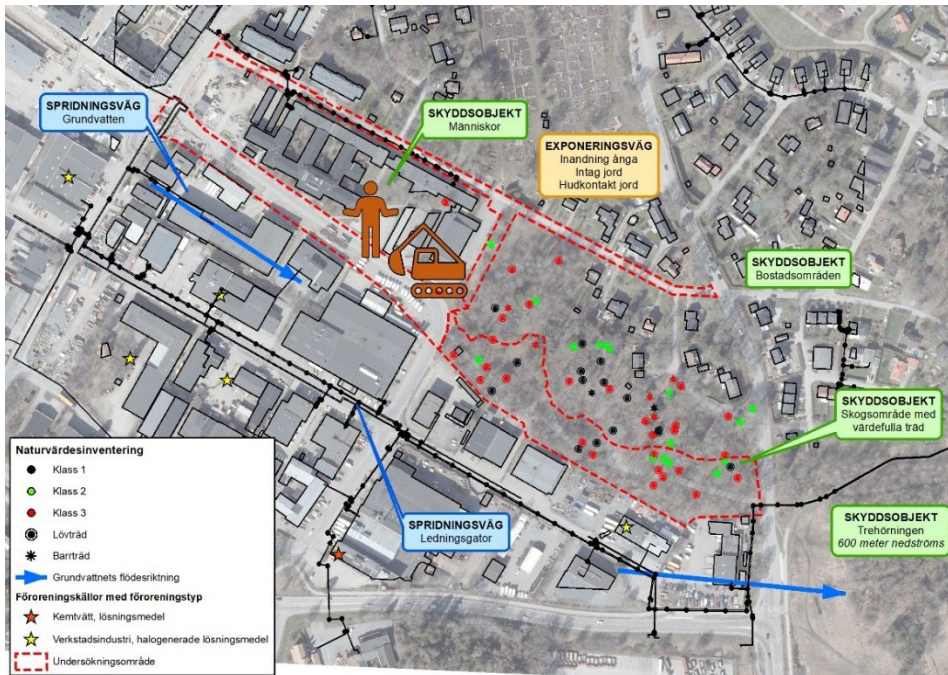 SPRIDNINGSVÄG
Grundvatten
SKYDDSOBJEKT
Människor
EXPONERINGSVÄG
Inandning ånga
Intag jord
Hudkontakt jord
SKYDDSOBJEKT
Bostadsområden
SKYDDSOBJEKT
Skogsområde med
värdefulla träd
SPRIDNINGSVÄG
Ledningsgator
SKYDDSOBJEKT
Trehörningen
600 meter nedströms
Naturvärdesinventering
Klass 1
Klass 2
Klass 3
Lövträd
Barrträd
Grundvattnets flödesriktning
Föroreningskällor med föroreningstyp
Kemtvätt, lösningsmedel
Verkstadsindustri, halogenerade lösningsmedel
Undersökningsområde